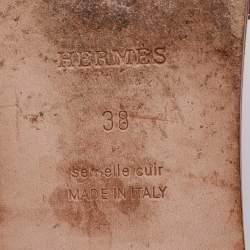 HERMES
38
semelle cuir
MADE IN ITALY